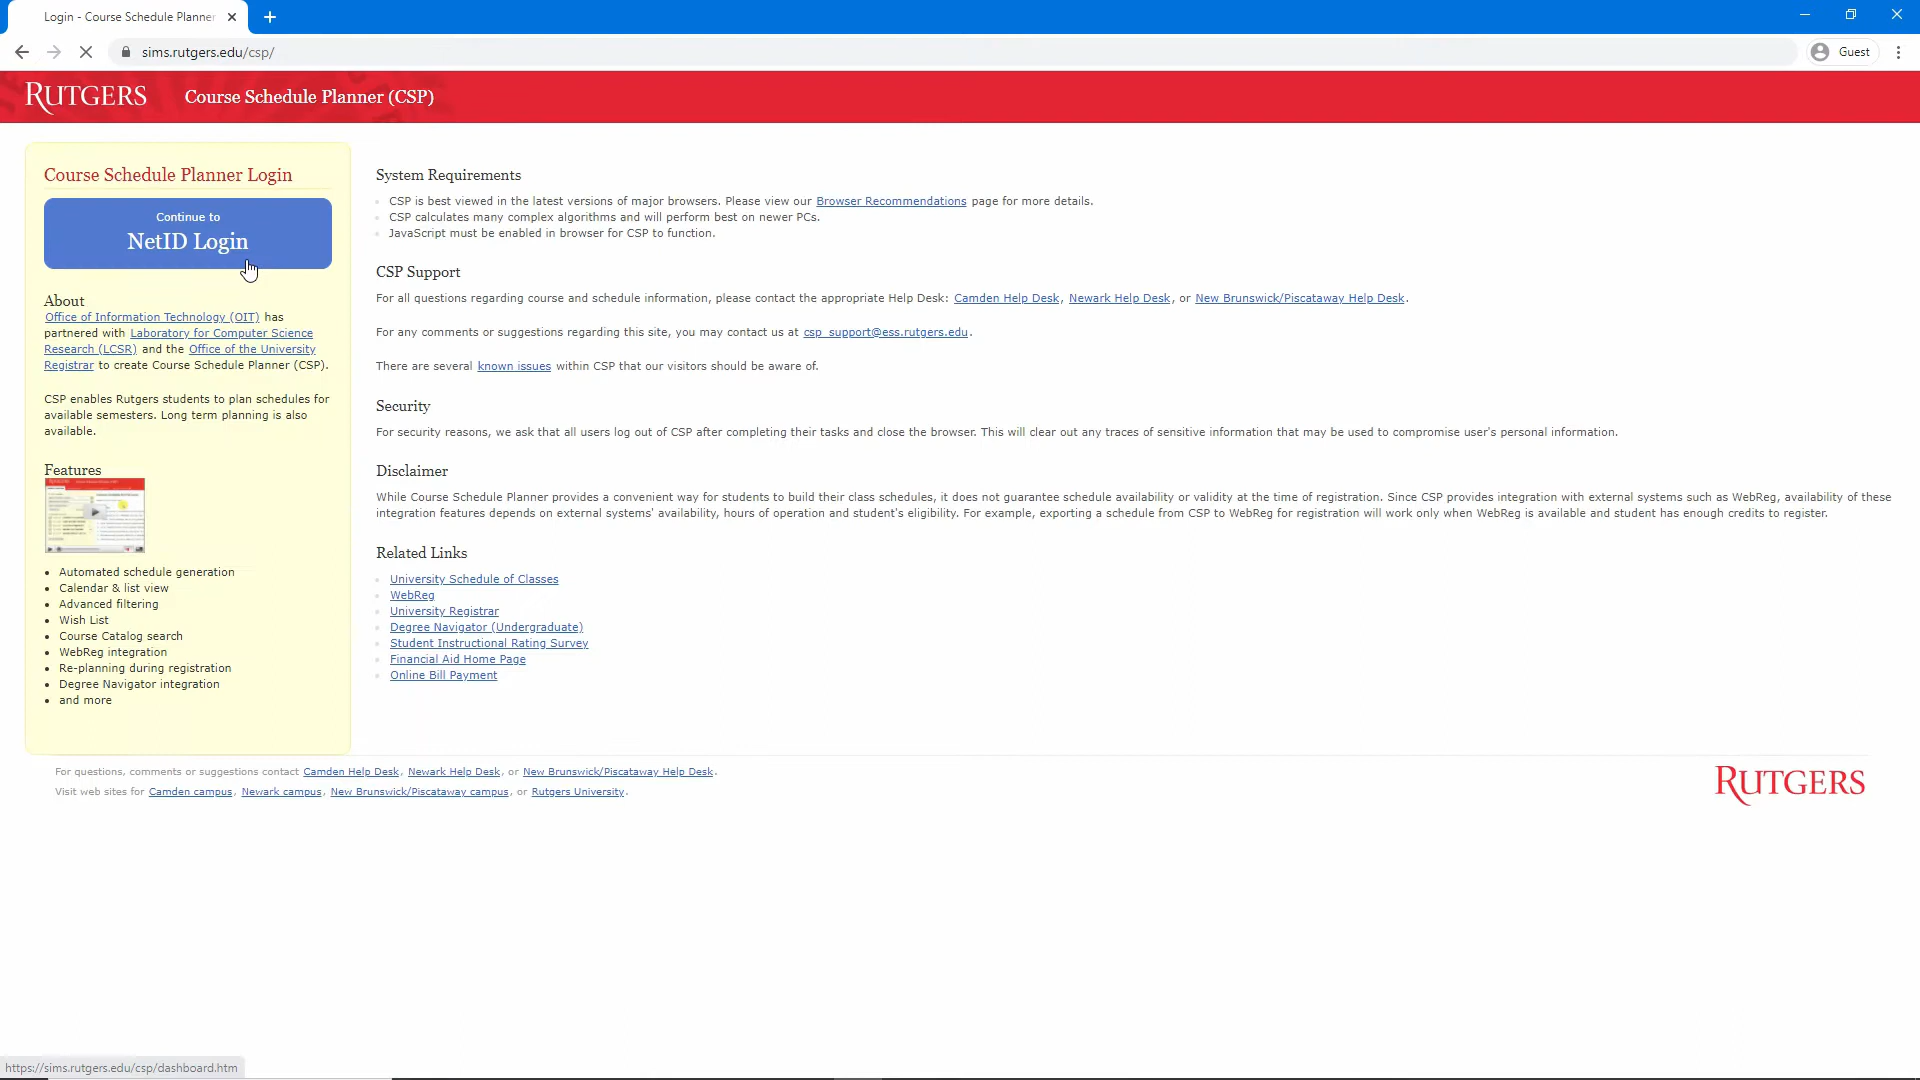 Login - Course Schedule Planner
sims.rutgers.edu/csp/
Guest
RUTGERS
Course Schedule Planner (CSP)
Course Schedule Planner Login
Continue to
NetID Login
About
Office of Information Technology (OIT) has
partnered with Laboratory for Computer Science
Research (LCSR) and the Office of the University
Registrar to create Course Schedule Planner (CSP).
CSP enables Rutgers students to plan schedules for
available semesters. Long term planning is also
available.
Features
Automated schedule generation
Calendar & list view
Advanced filtering
Wish List
Course Catalog search
WebReg integration
Re-planning during registration
Degree Navigator integration
and more
System Requirements
CSP is best viewed in the latest versions of major browsers. Please view our Browser Recommendations page for more details.
CSP calculates many complex algorithms and will perform best on newer PCs.
JavaScript must be enabled in browser for CSP to function.
CSP Support
For all questions regarding course and schedule information, please contact the appropriate Help Desk: Camden Help Desk, Newark Help Desk, or New Brunswick/Piscataway Help Desk.
For any comments or suggestions regarding this site, you may contact us at csp_support@ess.rutgers.edu.
There are several known issues within CSP that our visitors should be aware of.
Security
For security reasons, we ask that all users log out of CSP after completing their tasks and close the browser. This will clear out any traces of sensitive information that may be used to compromise user's personal information.
Disclaimer
While Course Schedule Planner provides a convenient way for students to build their class schedules, it does not guarantee schedule availability or validity at the time of registration. Since CSP provides integration with external systems such as WebReg, availability of these
integration features depends on external systems' availability, hours of operation and student's eligibility. For example, exporting a schedule from CSP to WebReg for registration will work only when WebReg is available and student has enough credits to register.
Related Links
University Schedule of Classes
WebReg
University Registrar
Degree Navigator (Undergraduate)
Student Instructional Rating Survey
Financial Aid Home Page
Online Bill Payment
For questions, comments or suggestions contact Camden Help Desk, Newark Help Desk, or New Brunswick/Piscataway Help Desk.
Visit web sites for Camden campus, Newark campus, New Brunswick/Piscataway campus, or Rutgers University.
RUTGERS
https://sims.rutgers.edu/csp/dashboard.htm